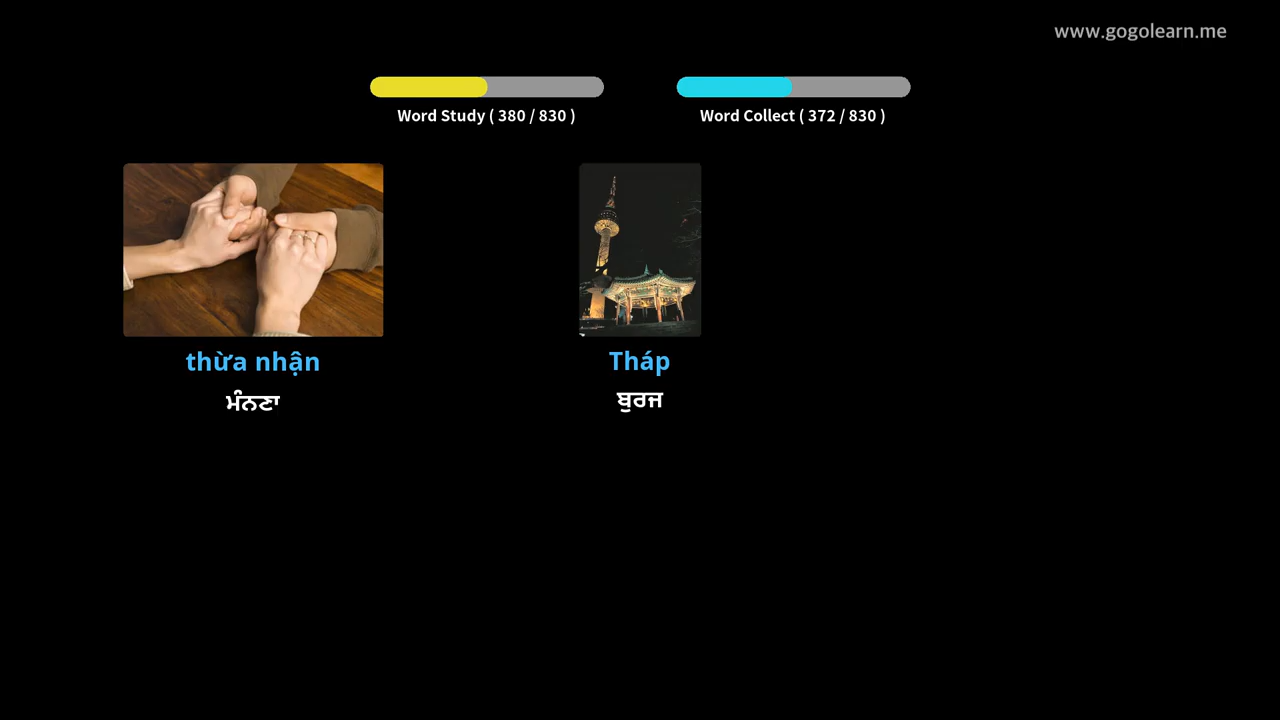 www.gogolearn.me
Word Study ( 380 / 830 )
Word Collect ( 372 / 830 )
thừa nhận
ਮੰਨਣਾ
Tháp
ਬੁਰਜ